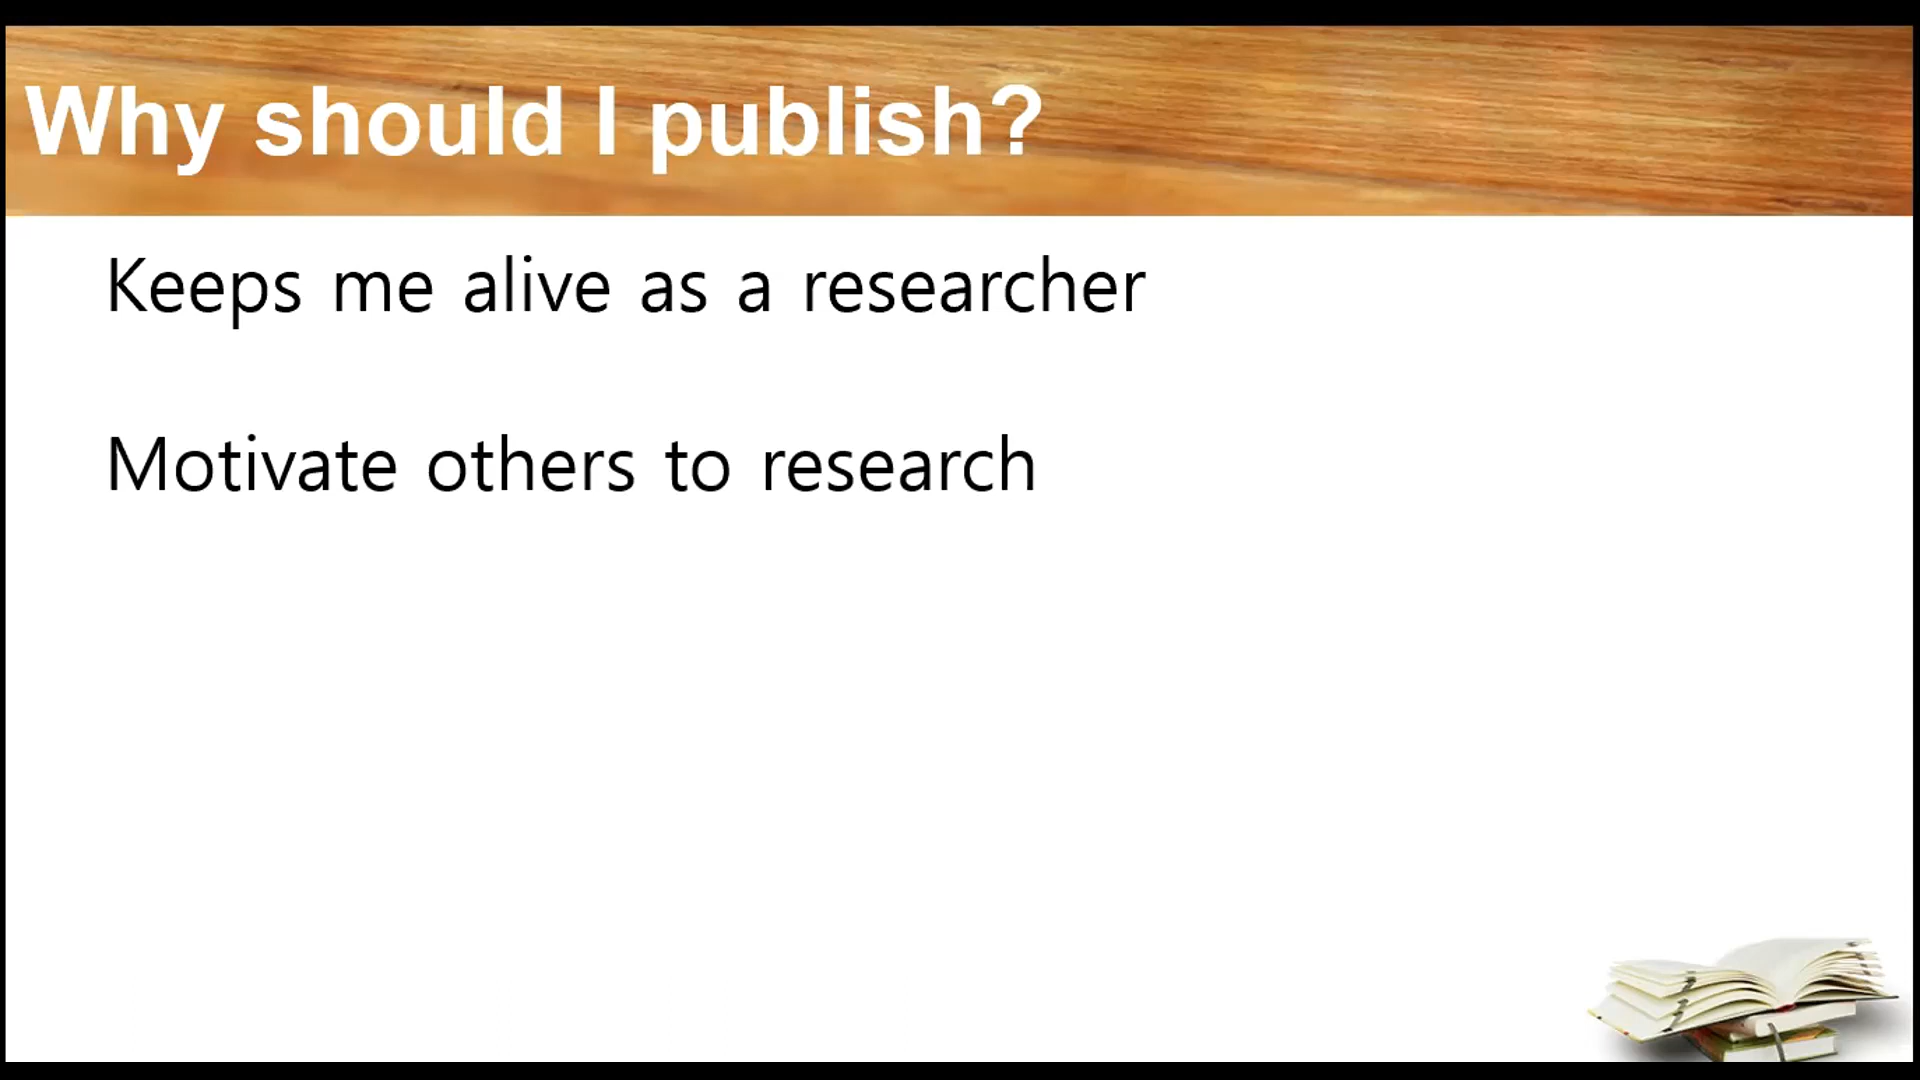 Why should I publish?
Keeps me alive as a researcher
Motivate others to research